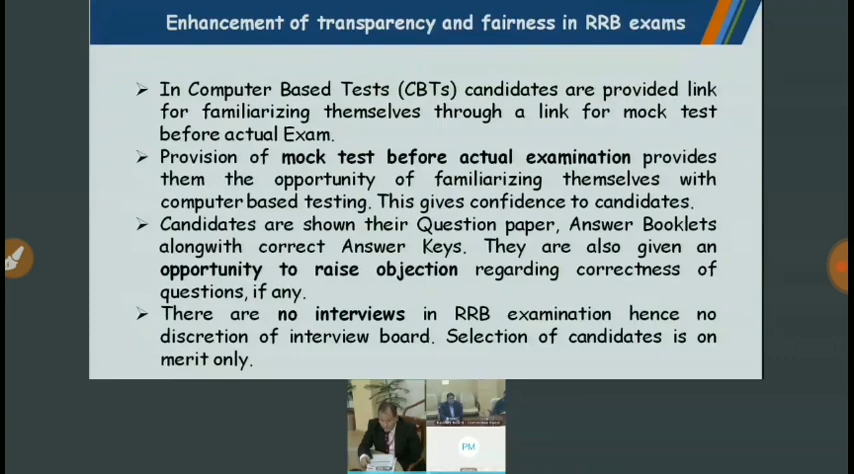 Enhancement of transparency and fairness in RRB exams
➢ In Computer Based Tests (CBTs) candidates are provided link
for familiarizing themselves through a link for mock test
before actual Exam.
➢ Provision of mock test before actual examination provides
them the opportunity of familiarizing themselves with
computer based testing. This gives confidence to candidates.
➢ Candidates are shown their Question paper, Answer Booklets
alongwith correct Answer Keys. They are also given an
opportunity to raise objection regarding correctness of
questions, if any.
➢ There are no interviews in RRB examination hence no
discretion of interview board. Selection of candidates is on
merit only.
PM